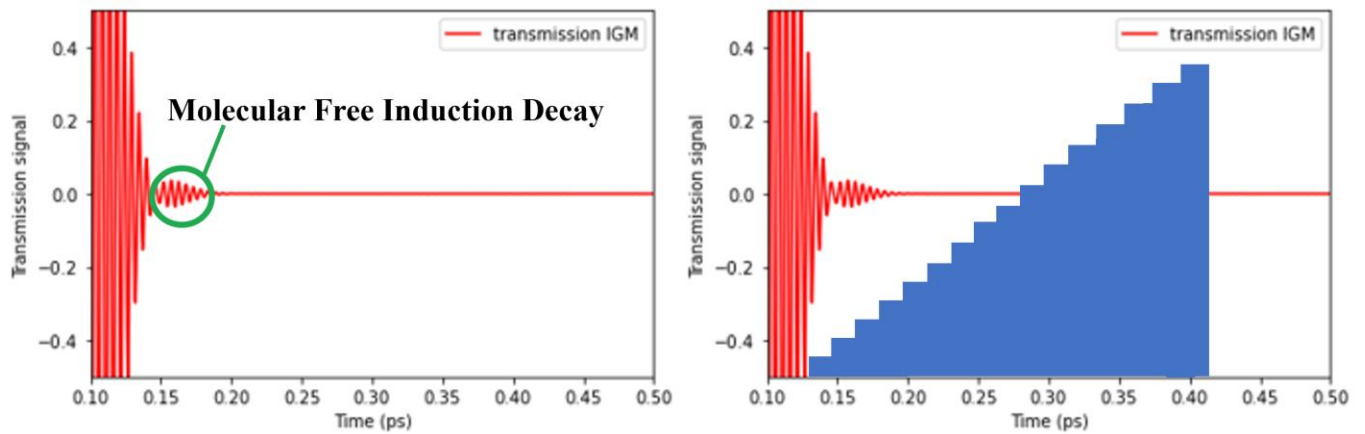 transmission IGM
Molecular Free Induction Decay
Transmission signal
0.4
0.2
0.0
−0.2
−0.4
0.10 0.15 0.20 0.25 0.30 0.35 0.40 0.45 0.50
Time (ps)
transmission IGM
Transmission signal
0.4
0.2
0.0
−0.2
−0.4
0.10 0.15 0.20 0.25 0.30 0.35 0.40 0.45 0.50
Time (ps)